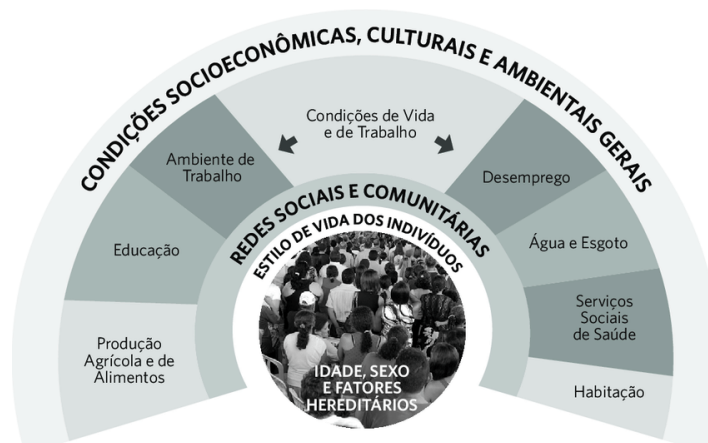 CONDIÇÕES SOCIOECONÔMICAS, CULTURAIS E AMBIENTAIS GERAIS
Condições de Vida
e de Trabalho
Ambiente de
Trabalho
Desemprego
Educação
Água e Esgoto
Produção
Agrícola e de
Alimentos
Serviços
Sociais
de Saúde
Habitação
REDES SOCIAIS E COMUNITÁRIAS
ESTILO DE VIDA DOS INDIVÍDUOS
IDADE, SEXO
E FATORES
HEREDITÁRIOS